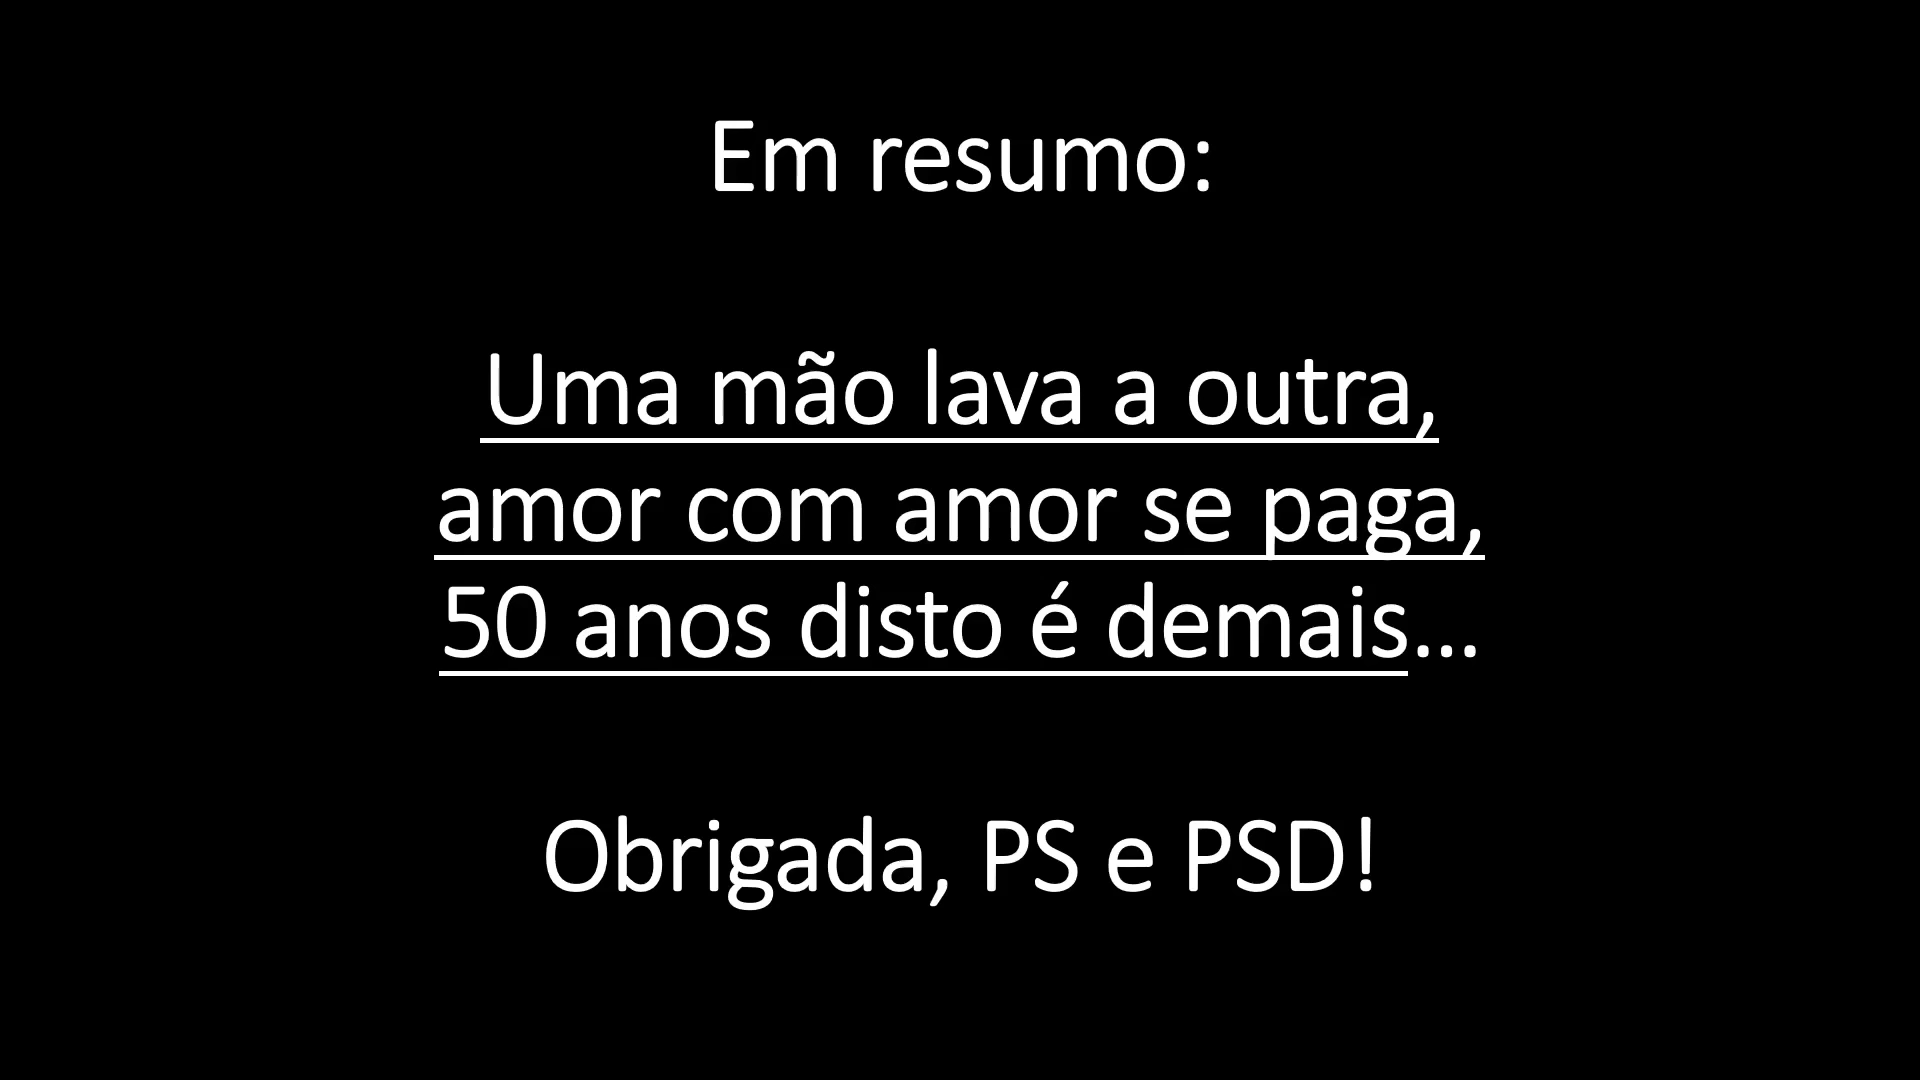 Em resumo:
Uma mão lava a outra,
amor com amor se paga,
50 anos disto é demais...
Obrigada, PS e PSD!